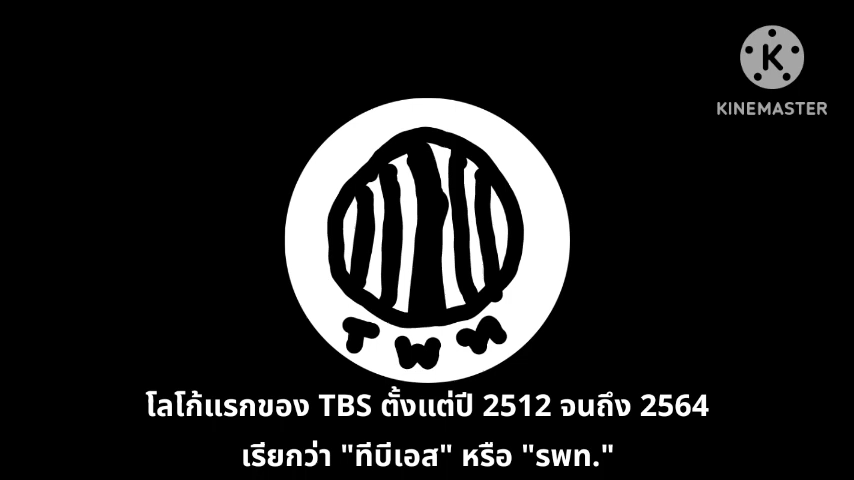 KINEMASTER
T W ท
โลโก้แรกของ TBS ตั้งแต่ปี 2512 จนถึง 2564
เรียกว่า "ทีบีเอส" หรือ "รพท."